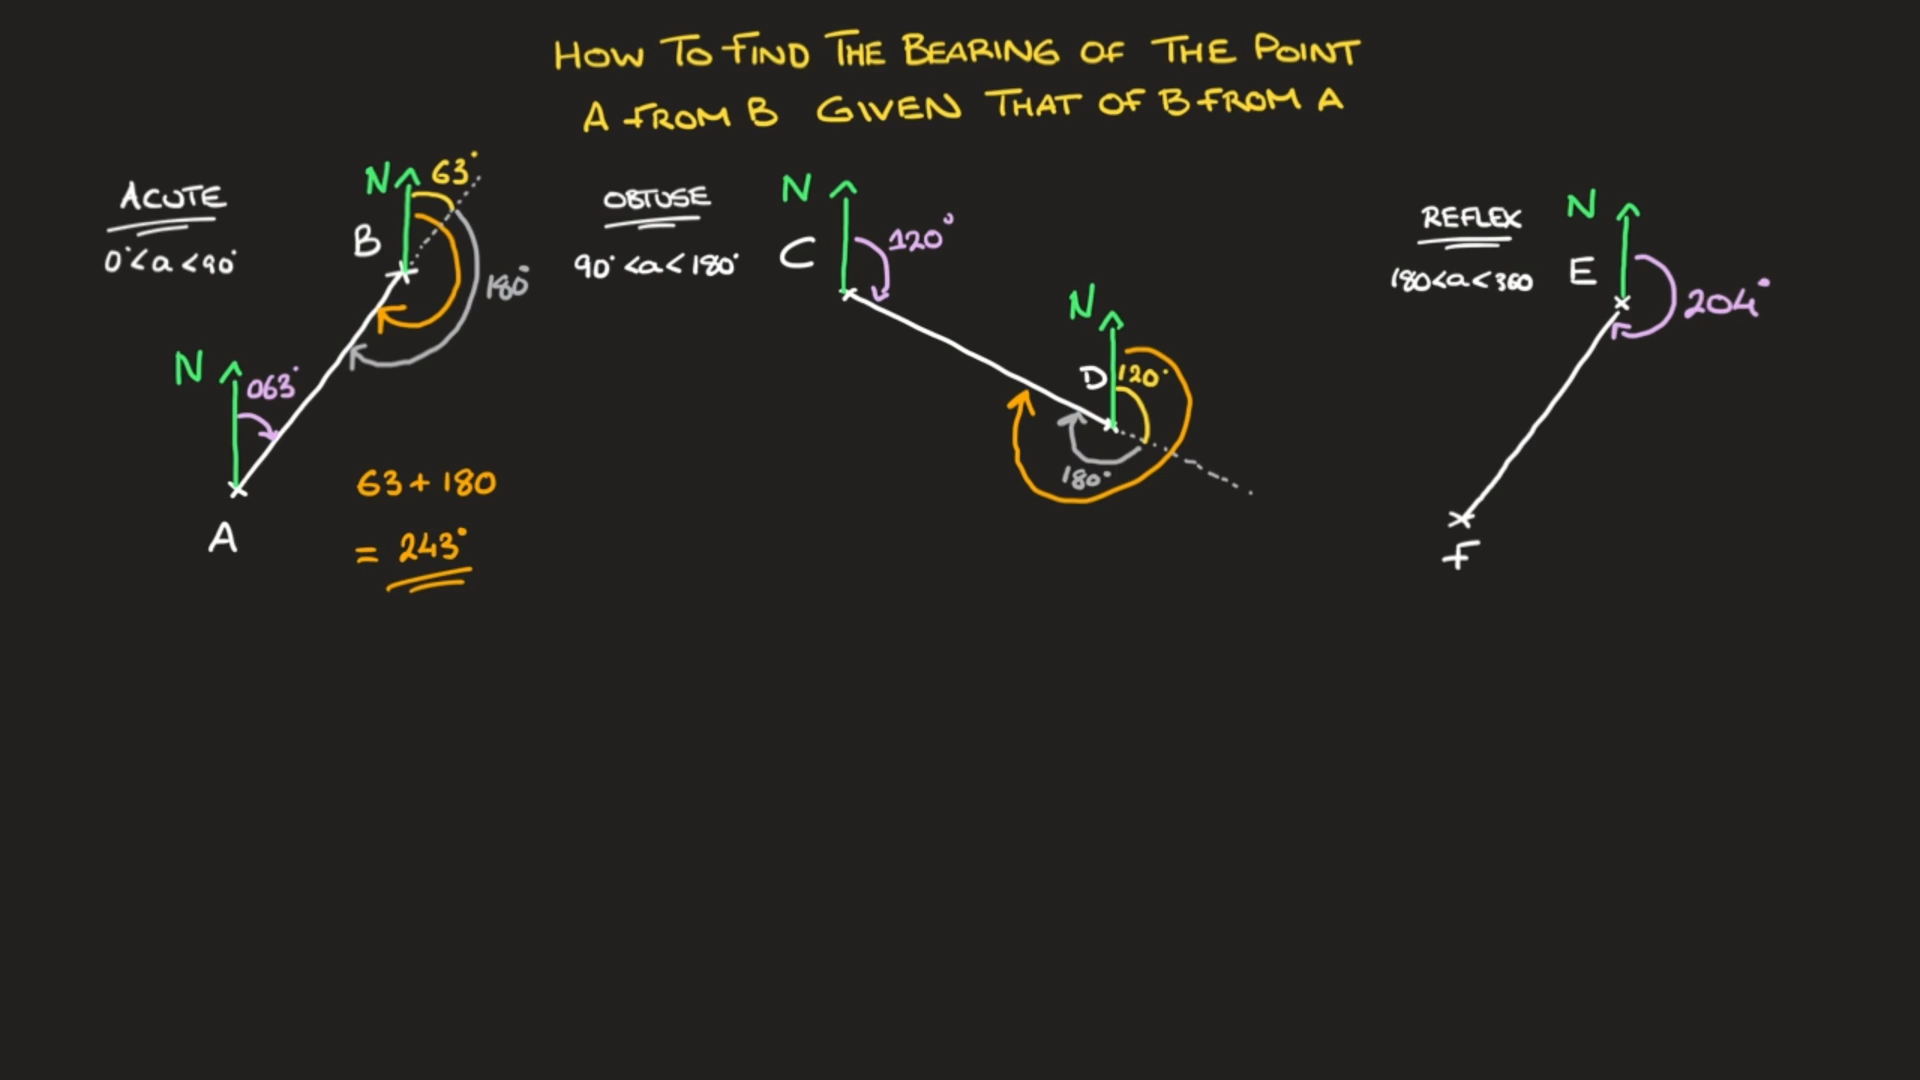 HOW TO FIND THE BEARING OF THE POINT
A FROM B GIVEN THAT OF B FROM A
ACUTE
0°<a<90°
N
63°
B
180°
N
063°
A
63+180
= 243°
OBTUSE
90°<a<180°
N
C
120°
N
D
120°
180°
REFLEX
180<a<360
N
E
204°
F